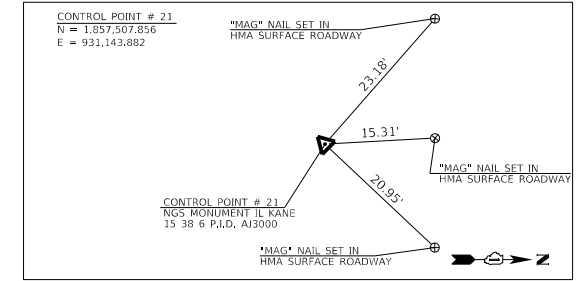 CONTROL POINT # 21
N = 1,857,507.856
E = 931,143.882
"MAG" NAIL SET IN
HMA SURFACE ROADWAY
23.18'
15.31'
"MAG" NAIL SET IN
HMA SURFACE ROADWAY
20.95'
CONTROL POINT # 21
NGS MONUMENT IL KANE
15 38 6 P.I.D. AJ3000
"MAG" NAIL SET IN
HMA SURFACE ROADWAY
N